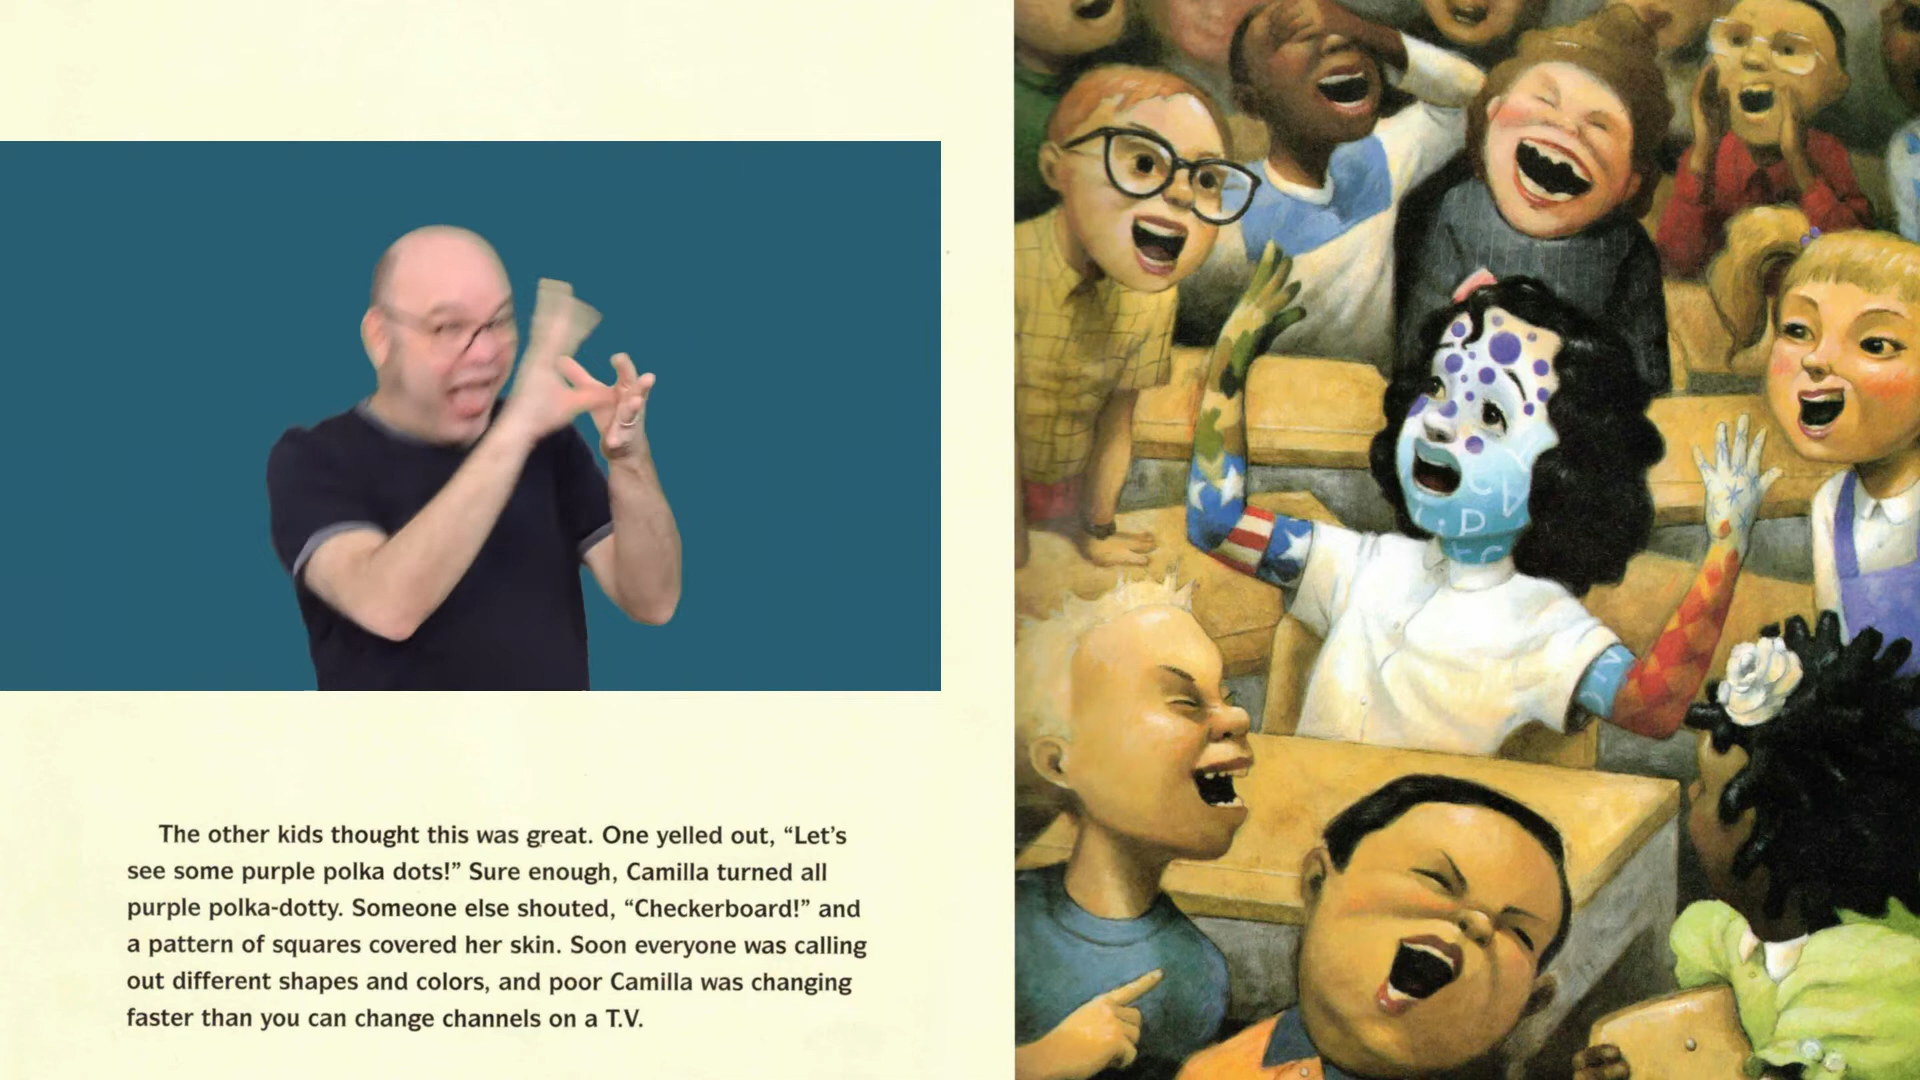 The other kids thought this was great. One yelled out, “Let’s
see some purple polka dots!” Sure enough, Camilla turned all
purple polka-dotty. Someone else shouted, “Checkerboard!” and
a pattern of squares covered her skin. Soon everyone was calling
out different shapes and colors, and poor Camilla was changing
faster than you can change channels on a T.V.